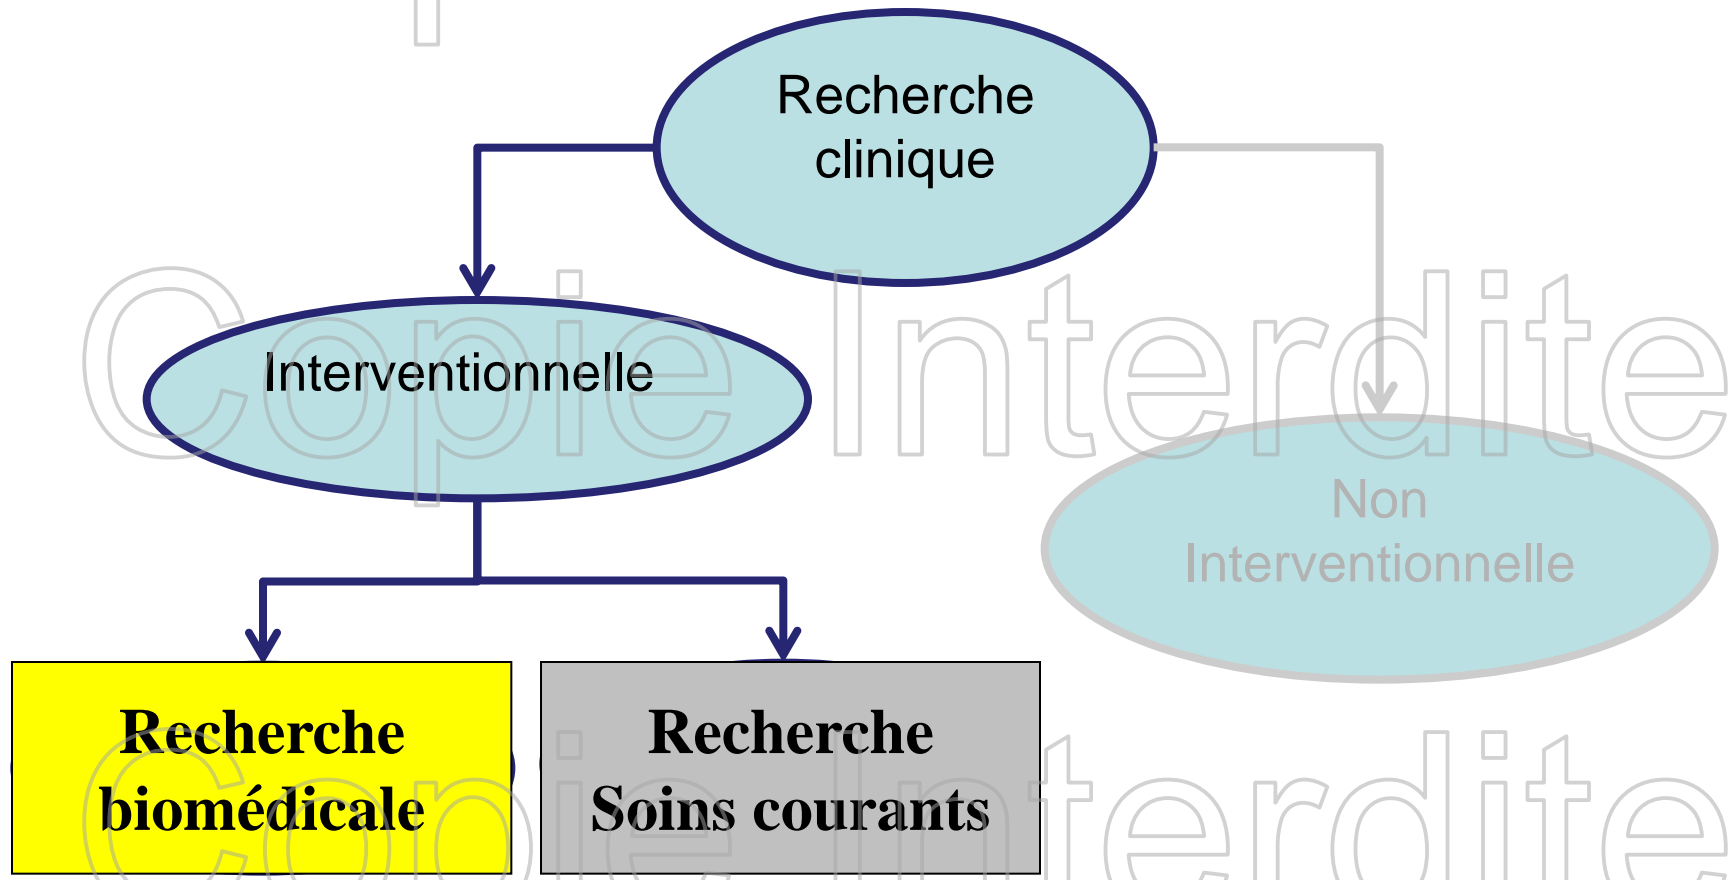 Recherche
clinique
Interventionnelle
Non
Interventionnelle
Recherche
biomédicale
Recherche
Soins courants
Copie Interdite
Copie Interdite